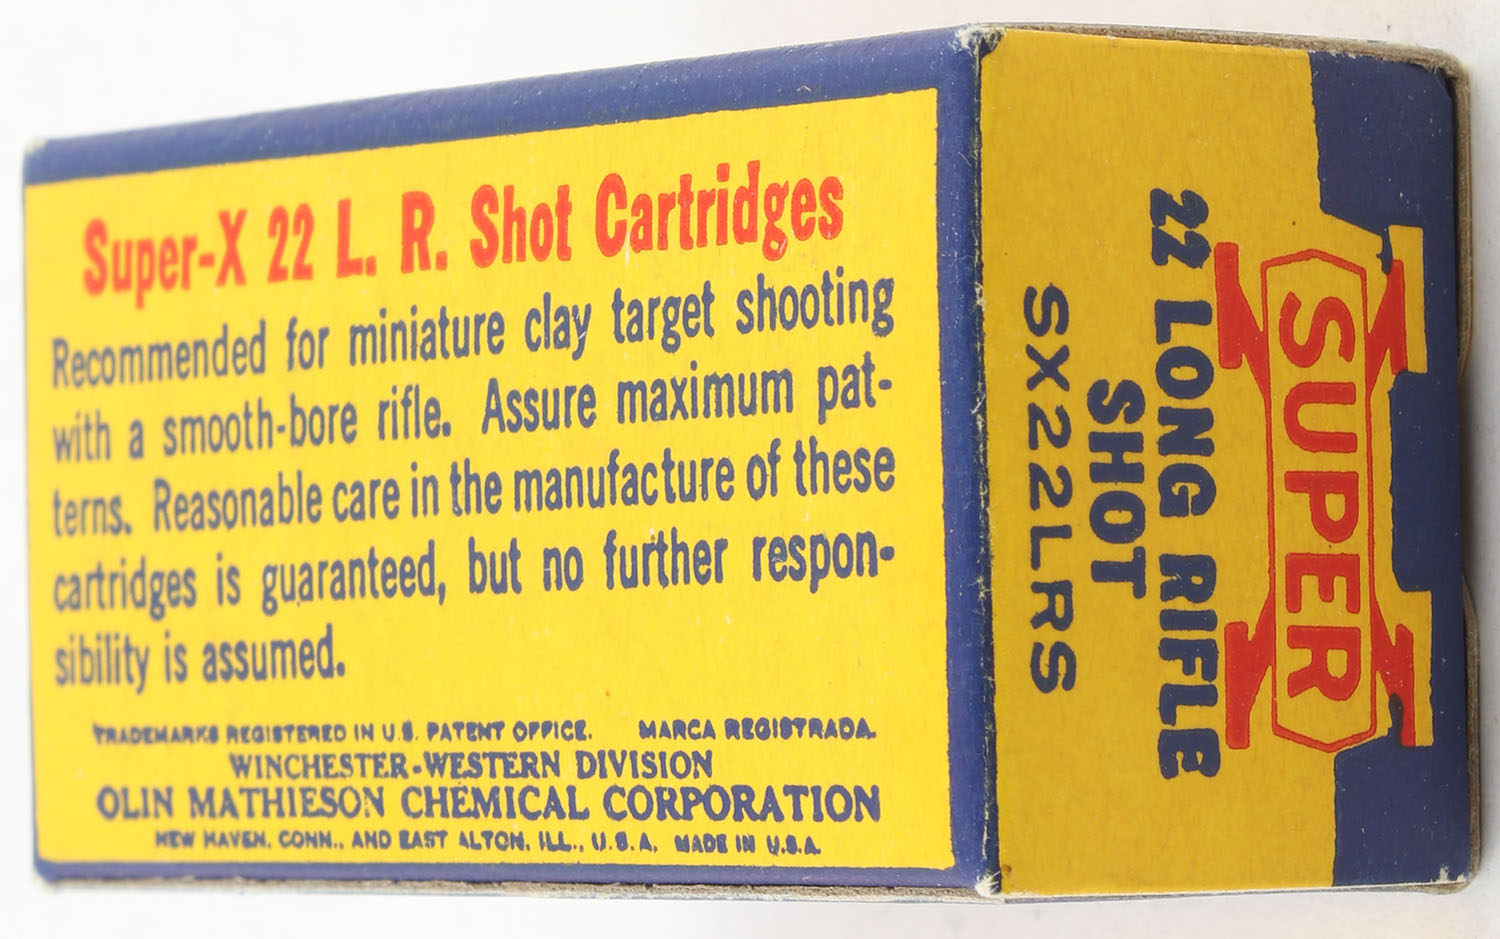 Super-X 22 L. R. Shot Cartridges
Recommended for miniature clay target shooting
with a smooth-bore rifle. Assure maximum pat-
terns. Reasonable care in the manufacture of these
cartridges is guaranteed, but no further respon-
sibility is assumed.
TRADEMARKS REGISTERED IN U.S. PATENT OFFICE. MARCA REGISTRADA.
WINCHESTER-WESTERN DIVISION
OLIN MATHIESON CHEMICAL CORPORATION
NEW HAVEN, CONN., AND EAST ALTON, ILL., U.S.A. MADE IN U.S.A.
SUPER X
22 LONG RIFLE
SHOT
SX22LRS